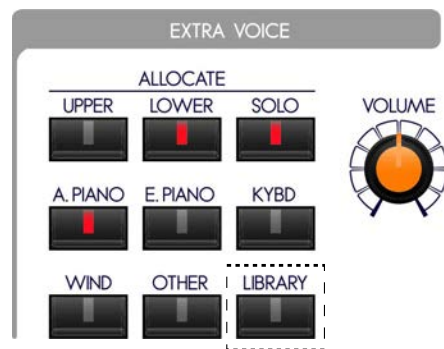 EXTRA VOICE
ALLOCATE
UPPER LOWER SOLO VOLUME
A. PIANO E. PIANO KYBD
WIND OTHER LIBRARY